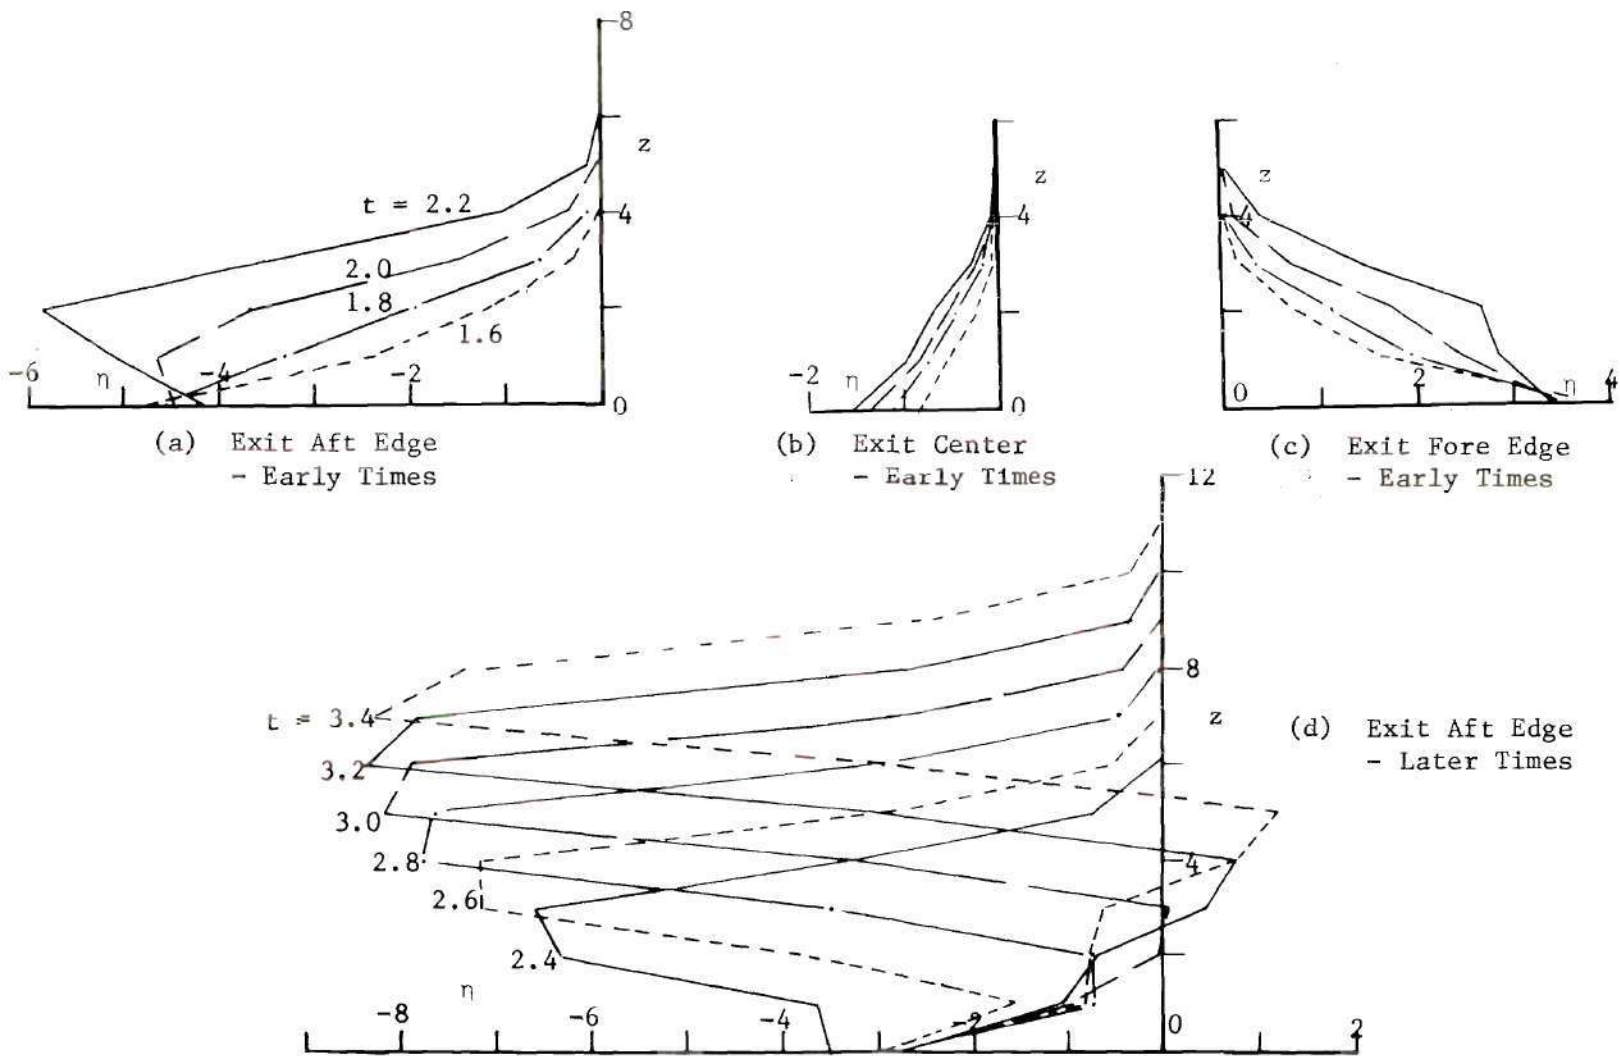 8
z
t = 2.2
4
2.0
1.8
1.6
-6
η
-4
-2
0
(a) Exit Aft Edge
- Early Times
z
4
-2
η
0
(b) Exit Center
- Early Times
z
4
0
2
η
4
(c) Exit Fore Edge
- Early Times
12
8
t = 3.4
z
(d) Exit Aft Edge
- Later Times
3.2
3.0
2.8
4
2.6
2.4
η
-8
-6
-4
-2
0
2